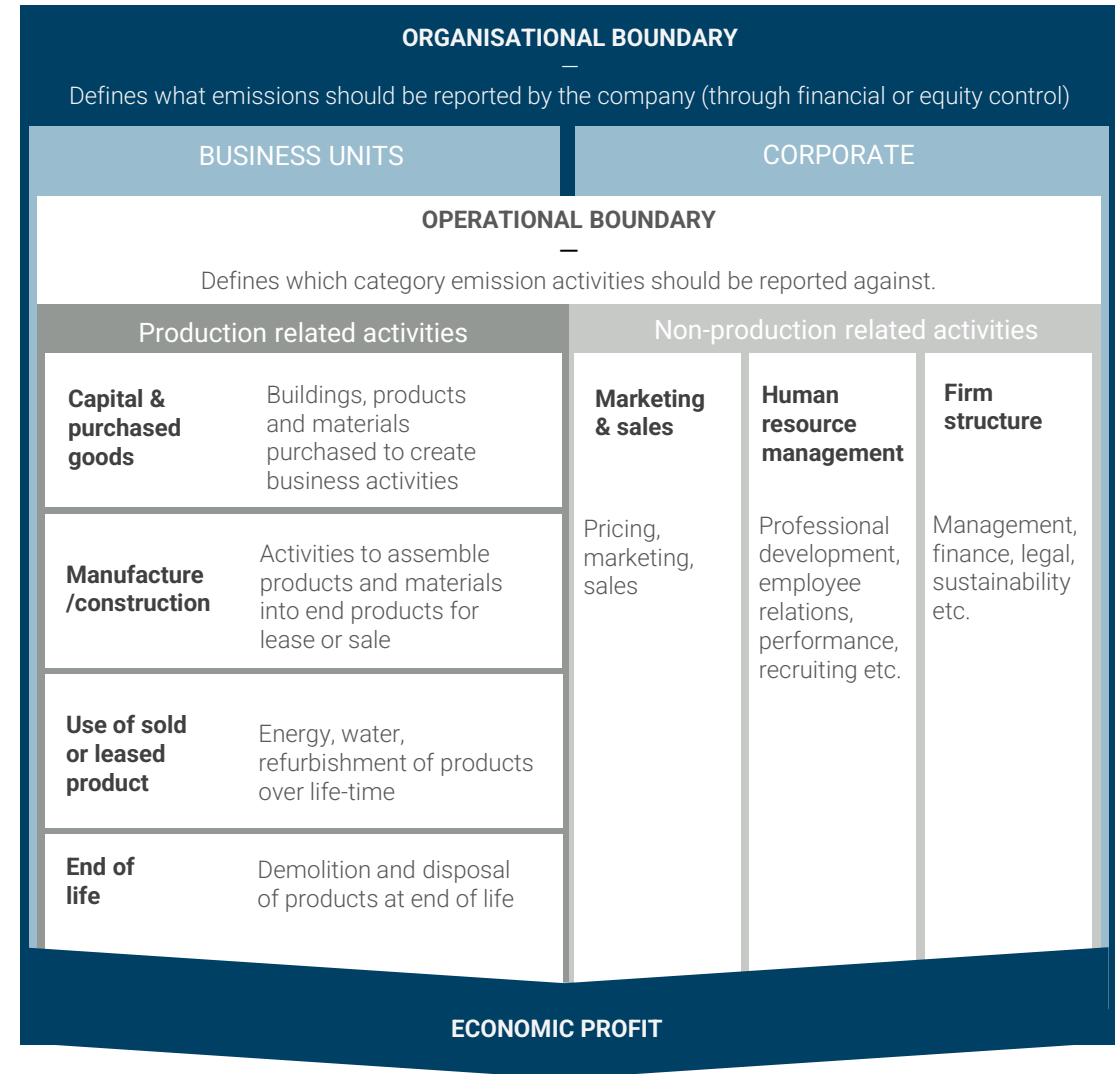 ORGANISATIONAL BOUNDARY
—
Defines what emissions should be reported by the company (through financial or equity control)
BUSINESS UNITS
CORPORATE
OPERATIONAL BOUNDARY
—
Defines which category emission activities should be reported against.
Production related activities
Capital &
purchased
goods
Buildings, products
and materials
purchased to create
business activities
Manufacture
/construction
Activities to assemble
products and materials
into end products for
lease or sale
Use of sold
or leased
product
Energy, water,
refurbishment of products
over life-time
End of
life
Demolition and disposal
of products at end of life
Non-production related activities
Marketing
& sales
Pricing,
marketing,
sales
Human
resource
management
Professional
development,
employee
relations,
performance,
recruiting etc.
Firm
structure
Management,
finance, legal,
sustainability
etc.
ECONOMIC PROFIT